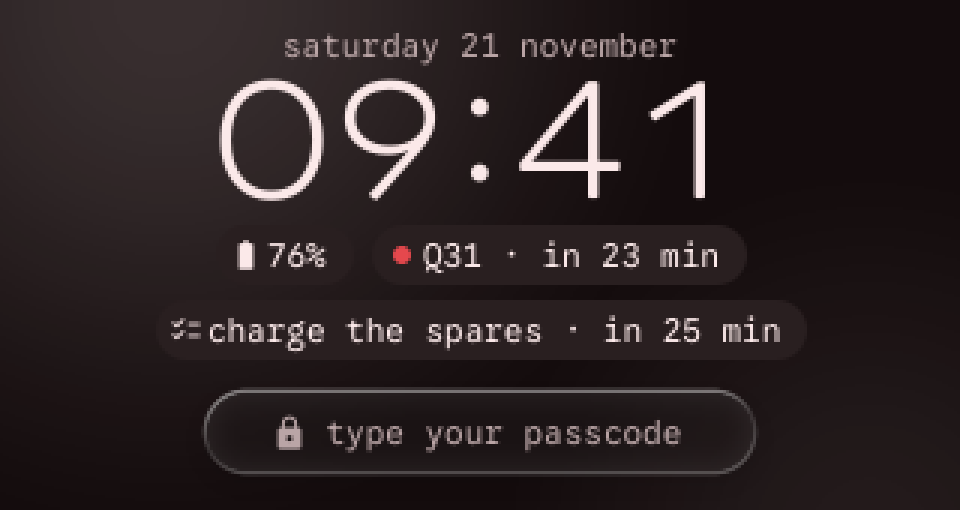 saturday 21 november
09:41
76% Q31 · in 23 min
charge the spares · in 25 min
type your passcode